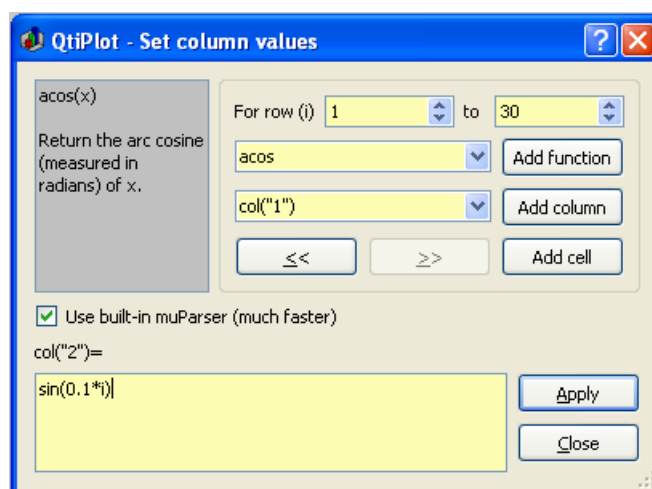 QtiPlot - Set column values
acos(x)
Return the arc cosine
(measured in
radians) of x.
For row (i) 1 to 30
acos Add function
col("1") Add column
<< >> Add cell
Use built-in muParser (much faster)
col("2")=
sin(0.1*i)
Apply
Close